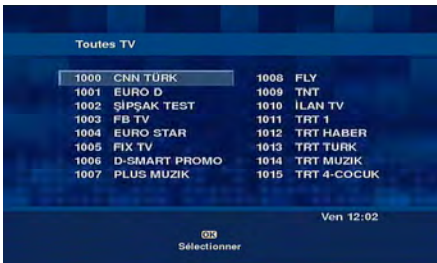 Toutes TV
1000 CNN TÜRK
1001 EURO D
1002 ŞİPŞAK TEST
1003 FB TV
1004 EURO STAR
1005 FIX TV
1006 D-SMART PROMO
1007 PLUS MUZIK
1008 FLY
1009 TNT
1010 İLAN TV
1011 TRT 1
1012 TRT HABER
1013 TRT TURK
1014 TRT MUZIK
1015 TRT 4-COCUK
Ven 12:02
OK
Sélectionner